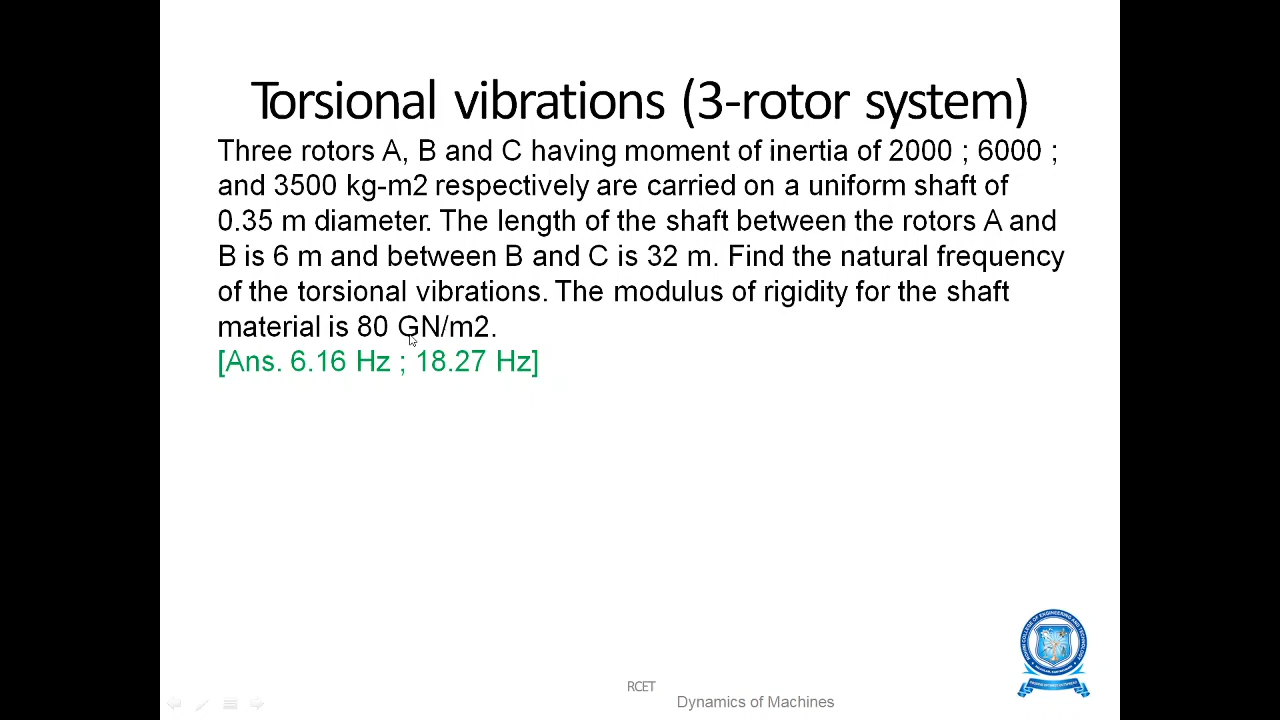 Torsional vibrations (3-rotor system)
Three rotors A, B and C having moment of inertia of 2000 ; 6000 ;
and 3500 kg-m2 respectively are carried on a uniform shaft of
0.35 m diameter. The length of the shaft between the rotors A and
B is 6 m and between B and C is 32 m. Find the natural frequency
of the torsional vibrations. The modulus of rigidity for the shaft
material is 80 GN/m2.
[Ans. 6.16 Hz ; 18.27 Hz]
RCET
Dynamics of Machines